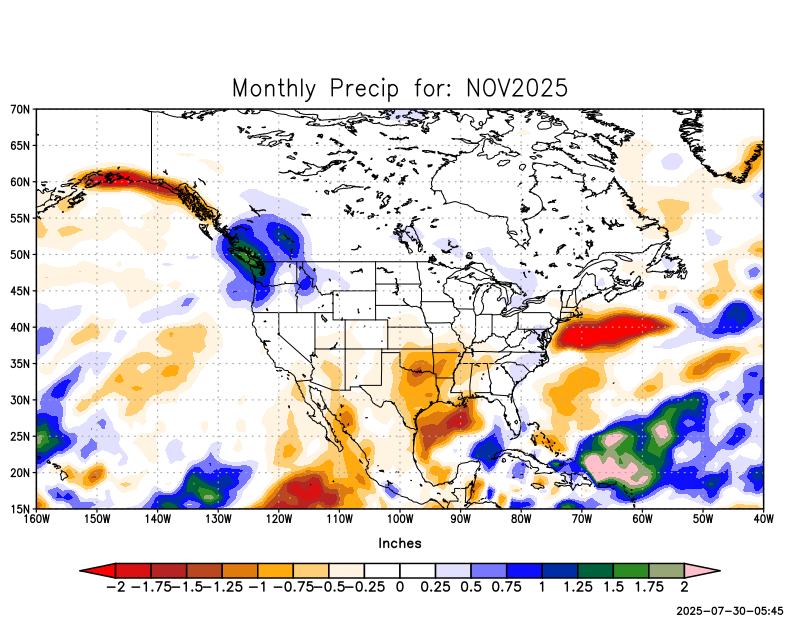 Monthly Precip for: NOV2025
70N
65N
60N
55N
50N
45N
40N
35N
30N
25N
20N
15N
160W 150W 140W 130W 120W 110W 100W 90W 80W 70W 60W 50W 40W
Inches
-2 -1.75 -1.5 -1.25 -1 -0.75 -0.5 -0.25 0 0.25 0.5 0.75 1 1.25 1.5 1.75 2
2025-07-30-05:45